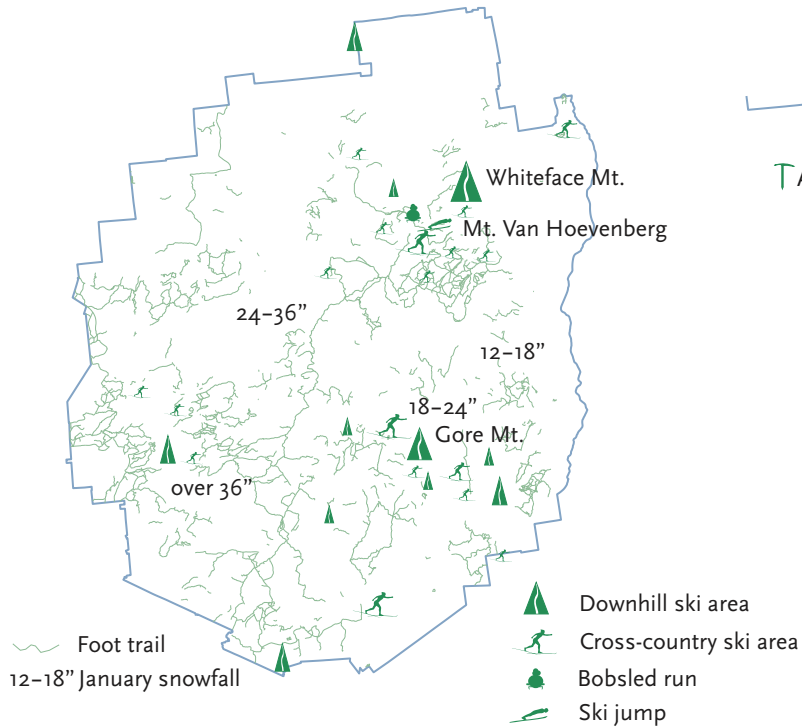 Whiteface Mt.
A
Mt. Van Hoevenberg
24–36”
12–18”
18–24”
Gore Mt.
over 36”
Downhill ski area
Foot trail
Cross-country ski area
12–18” January snowfall
Bobsled run
Ski jump